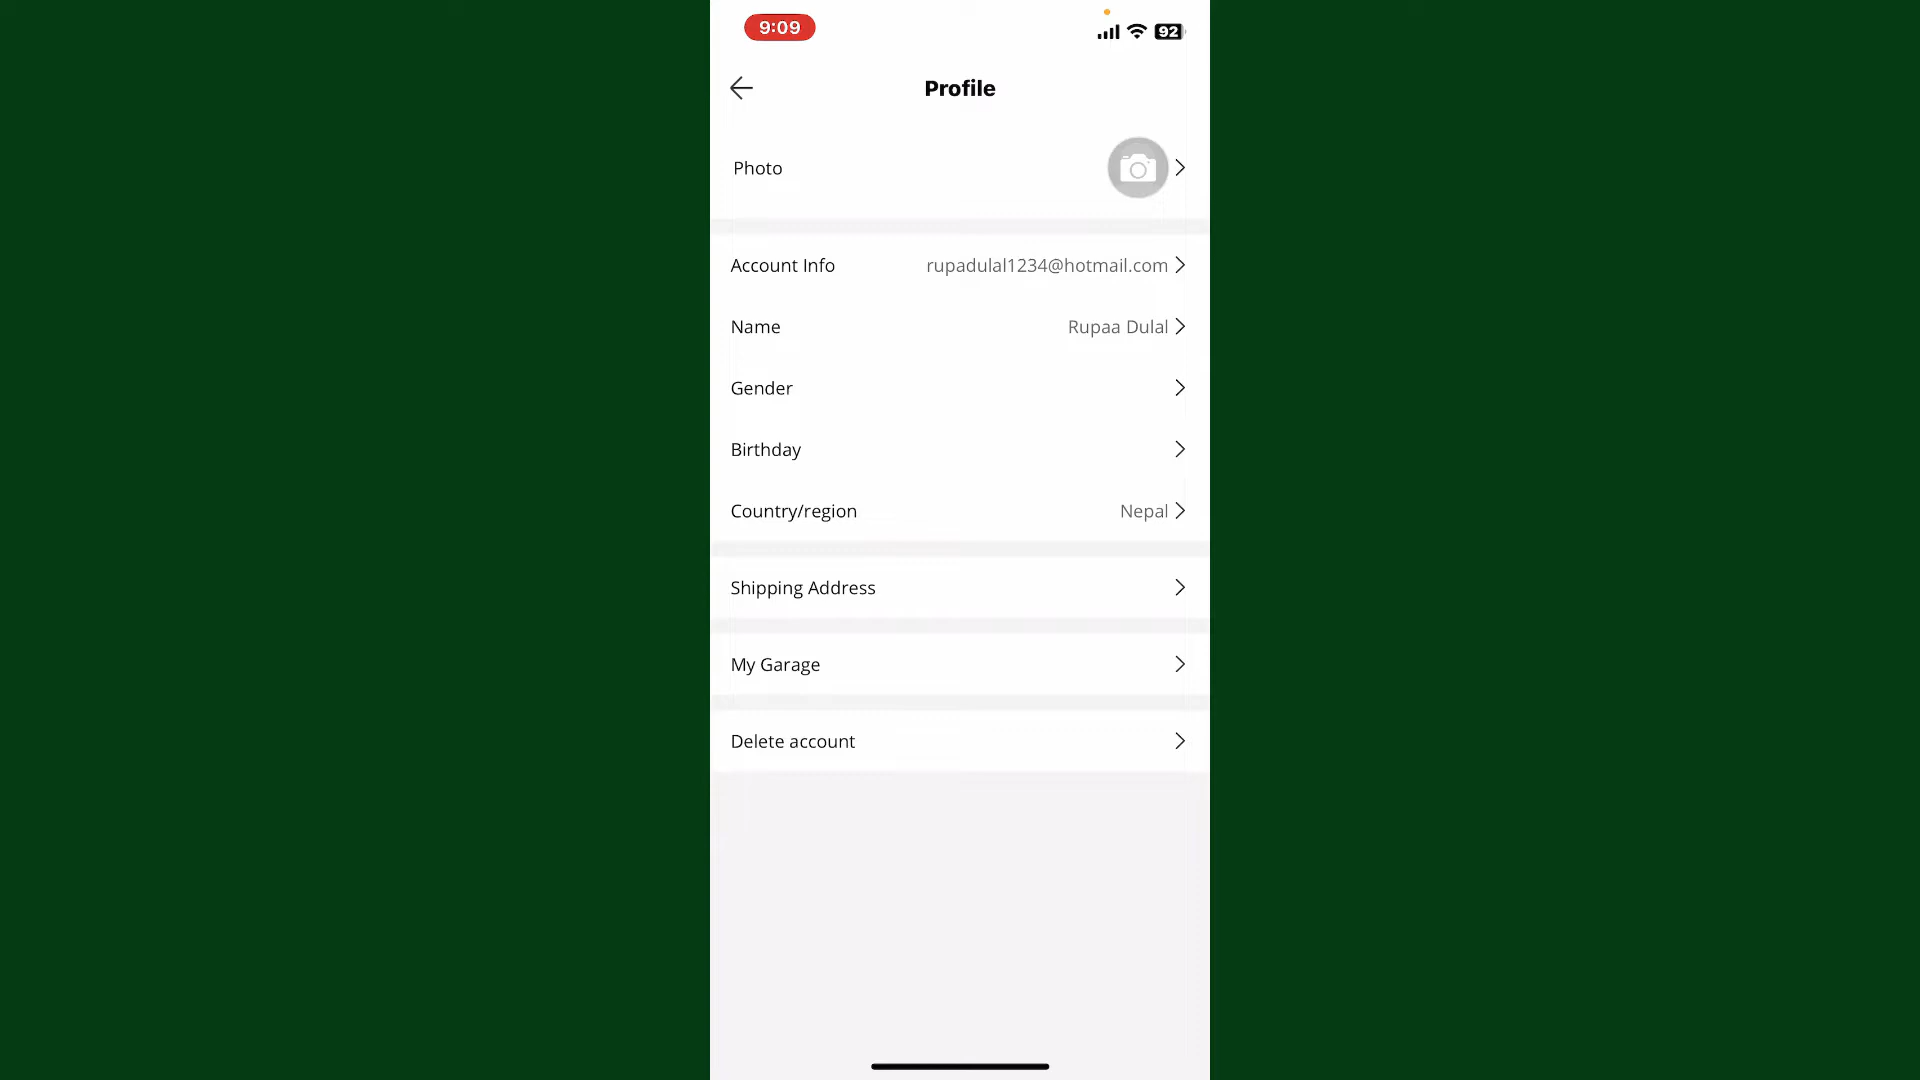 9:09
92
Profile
Photo
Account Info rupadulal1234@hotmail.com
Name Rupaa Dulal
Gender
Birthday
Country/region Nepal
Shipping Address
My Garage
Delete account